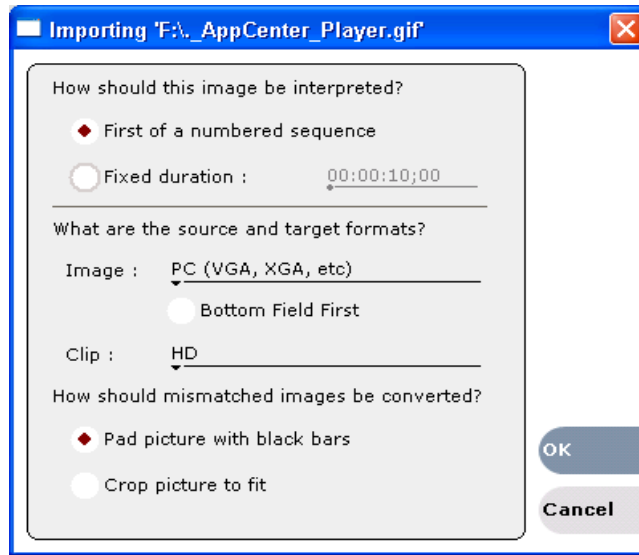 Importing 'F:\._AppCenter_Player.gif'
How should this image be interpreted?
First of a numbered sequence
Fixed duration : 00:00:10;00
What are the source and target formats?
Image : PC (VGA, XGA, etc)
Bottom Field First
Clip : HD
How should mismatched images be converted?
Pad picture with black bars
OK
Crop picture to fit
Cancel